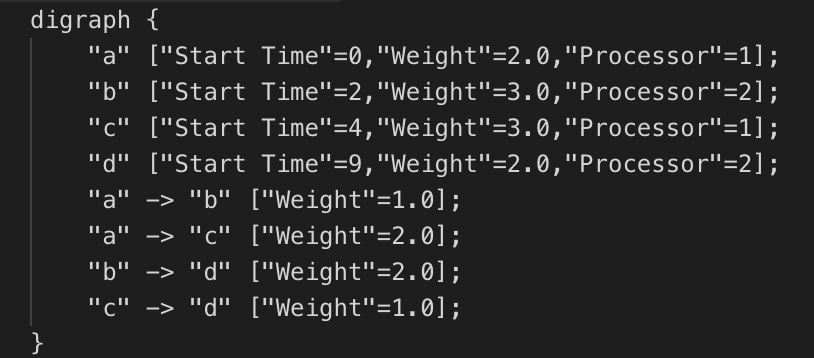 digraph {
    "a" ["Start Time"=0,"Weight"=2.0,"Processor"=1];
    "b" ["Start Time"=2,"Weight"=3.0,"Processor"=2];
    "c" ["Start Time"=4,"Weight"=3.0,"Processor"=1];
    "d" ["Start Time"=9,"Weight"=2.0,"Processor"=2];
    "a" -> "b" ["Weight"=1.0];
    "a" -> "c" ["Weight"=2.0];
    "b" -> "d" ["Weight"=2.0];
    "c" -> "d" ["Weight"=1.0];
}